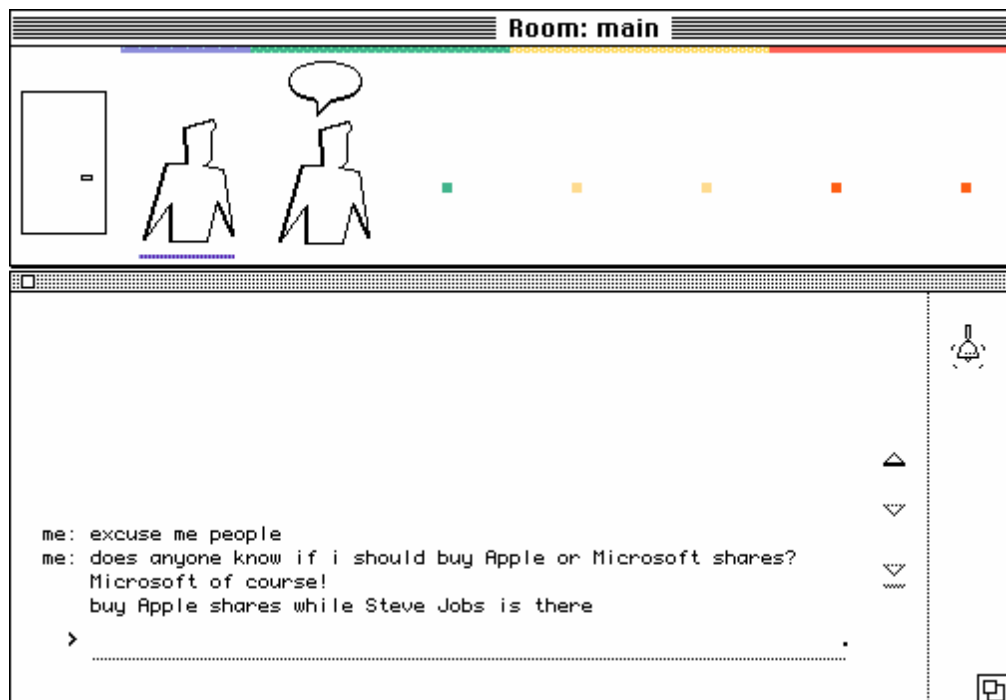 Room: main
me: excuse me people
me: does anyone know if i should buy Apple or Microsoft shares?
Microsoft of course!
buy Apple shares while Steve Jobs is there
> .